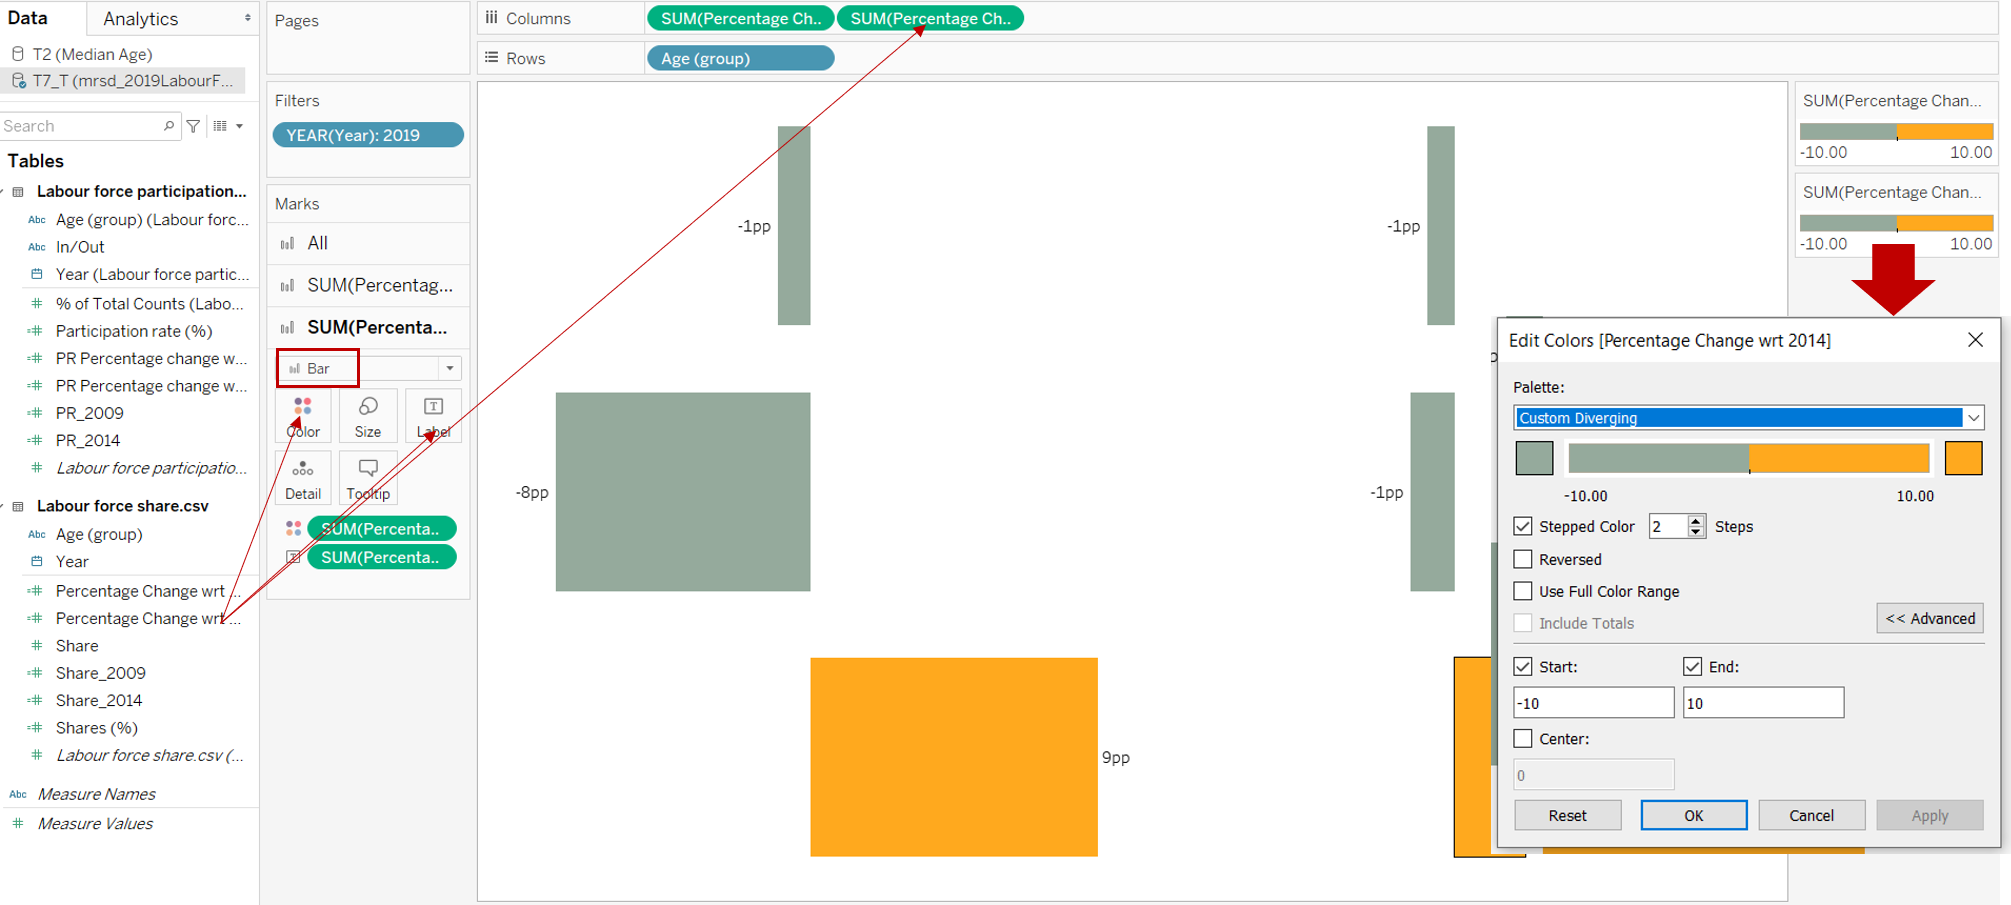 Data
Analytics
T2 (Median Age)
T7_T (mrsd_2019LabourF...
Search
Tables
Labour force participation...
Abc Age (group) (Labour forc...
Abc In/Out
Year (Labour force partic...
# % of Total Counts (Labo...
=# Participation rate (%)
=# PR Percentage change w...
=# PR Percentage change w...
=# PR_2009
=# PR_2014
# Labour force participatio...
Labour force share.csv
Abc Age (group)
Year
=# Percentage Change wrt ...
=# Percentage Change wrt ...
# Share
=# Share_2009
=# Share_2014
=# Shares (%)
# Labour force share.csv (...
Abc Measure Names
# Measure Values
Pages
Filters
YEAR(Year): 2019
Marks
All
SUM(Percentag...
SUM(Percenta...
Bar
Color
Size
Label
Detail
Tooltip
SUM(Percenta..
SUM(Percenta..
Columns
SUM(Percentage Ch..
SUM(Percentage Ch..
Rows
Age (group)
-1pp
-1pp
-8pp
-1pp
9pp
SUM(Percentage Chan...
-10.00
10.00
SUM(Percentage Chan...
-10.00
10.00
Edit Colors [Percentage Change wrt 2014]
Palette:
Custom Diverging
-10.00
10.00
Stepped Color
2
Steps
Reversed
Use Full Color Range
Include Totals
<< Advanced
Start:
End:
-10
10
Center:
0
Reset
OK
Cancel
Apply